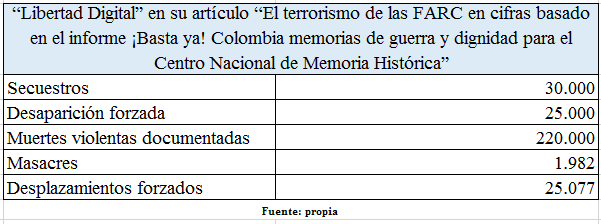 “Libertad Digital” en su artículo “El terrorismo de las FARC en cifras basado
en el informe ¡Basta ya! Colombia memorias de guerra y dignidad para el
Centro Nacional de Memoria Histórica”
Secuestros 30.000
Desaparición forzada 25.000
Muertes violentas documentadas 220.000
Masacres 1.982
Desplazamientos forzados 25.077
Fuente: propia